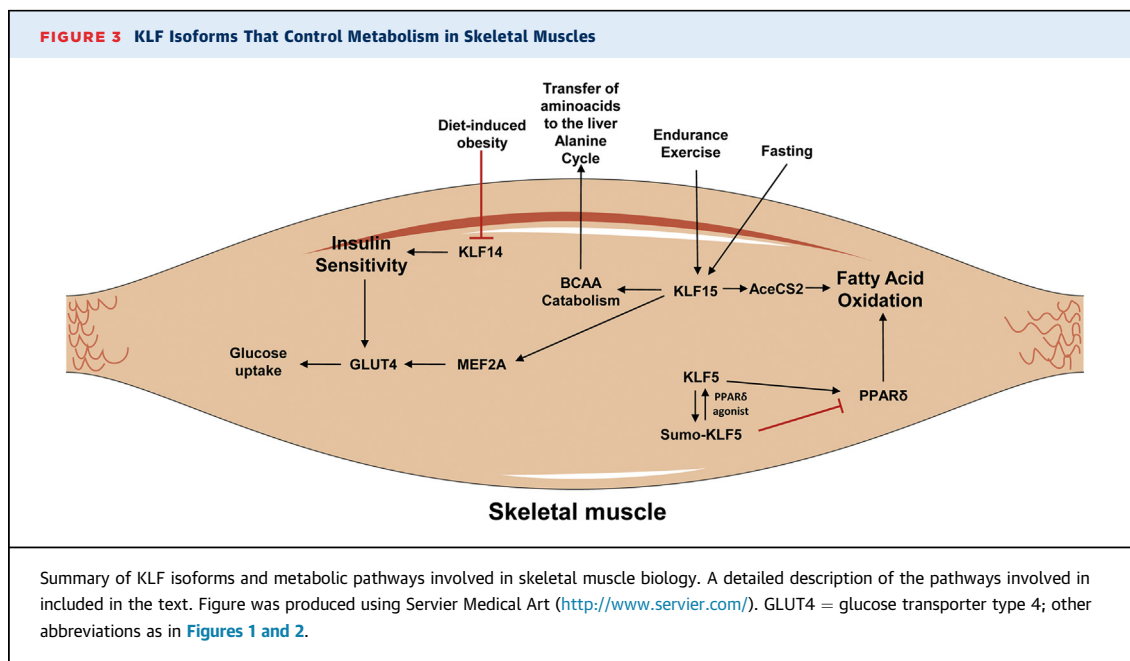 FIGURE 3 KLF Isoforms That Control Metabolism in Skeletal Muscles
Transfer of
aminoacids
to the liver
Alanine
Cycle
Diet-induced
obesity
Endurance
Exercise
Fasting
Insulin
Sensitivity
KLF14
BCAA
Catabolism
KLF15
AceCS2
Fatty Acid
Oxidation
Glucose
uptake
GLUT4
MEF2A
KLF5
PPARδ
agonist
Sumo-KLF5
PPARδ
Skeletal muscle
Summary of KLF isoforms and metabolic pathways involved in skeletal muscle biology. A detailed description of the pathways involved in
included in the text. Figure was produced using Servier Medical Art (http://www.servier.com/). GLUT4 = glucose transporter type 4; other
abbreviations as in Figures 1 and 2.